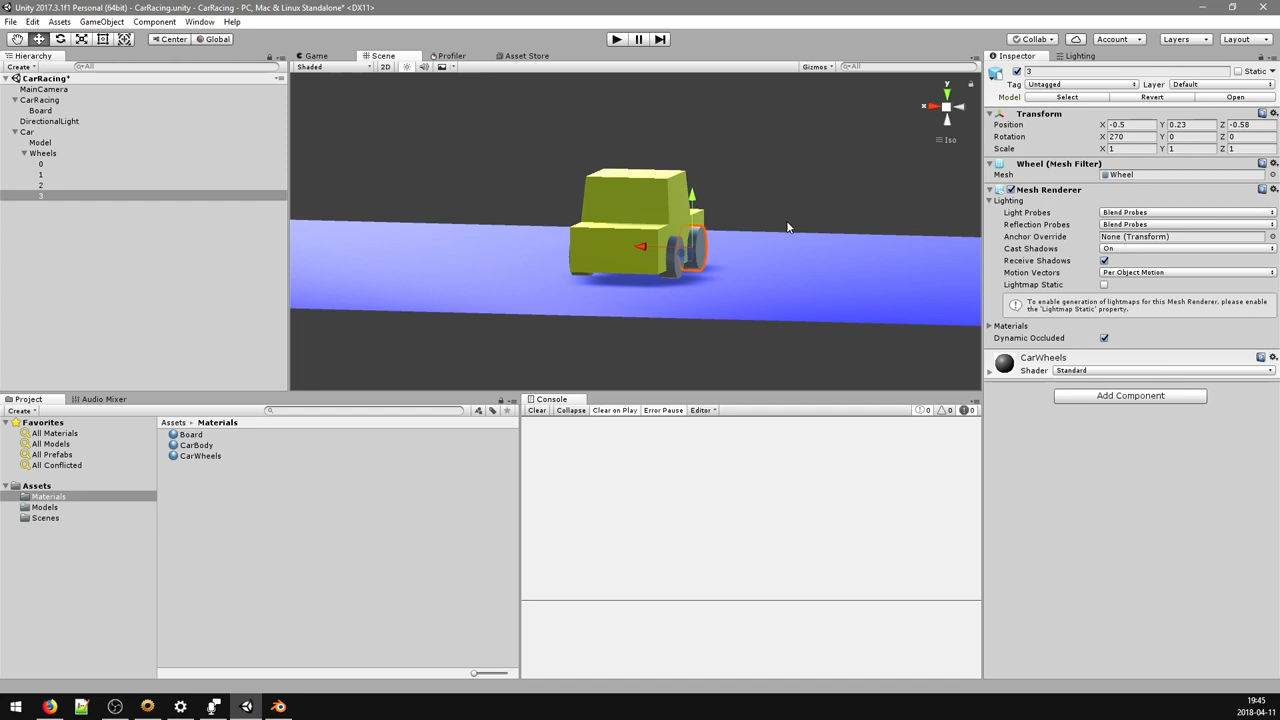 Unity 2017.3.1f1 Personal (64bit) - CarRacing.unity - CarRacing - PC, Mac & Linux Standalone* <DX11>
File Edit Assets GameObject Component Window Help
Center Global Collab Account Layers Layout
Hierarchy Game Scene Profiler Asset Store Inspector Lighting
Create All Shaded 2D Gizmos All 3 Static
CarRacing*
Tag Untagged Layer Default
MainCamera
Model Select Revert Open
CarRacing
Board
DirectionalLight
Car
Model
Wheels
0
1
2
3
y
x
Iso
Transform
Position X -0.5 Y 0.23 Z -0.58
Rotation X 270 Y 0 Z 0
Scale X 1 Y 1 Z 1
Wheel (Mesh Filter)
Mesh Wheel
Mesh Renderer
Lighting
Light Probes Blend Probes
Reflection Probes Blend Probes
Anchor Override None (Transform)
Cast Shadows On
Receive Shadows
Motion Vectors Per Object Motion
Lightmap Static
To enable generation of lightmaps for this Mesh Renderer, please enable
the 'Lightmap Static' property.
Materials
Dynamic Occluded
CarWheels
Shader Standard
Add Component
Project Audio Mixer Console
Create Clear Collapse Clear on Play Error Pause Editor 0 0 0
Favorites
All Materials
All Models
All Prefabs
All Conflicted
Assets
Materials
Models
Scenes
Assets Materials
Board
CarBody
CarWheels
19:45
2018-04-11